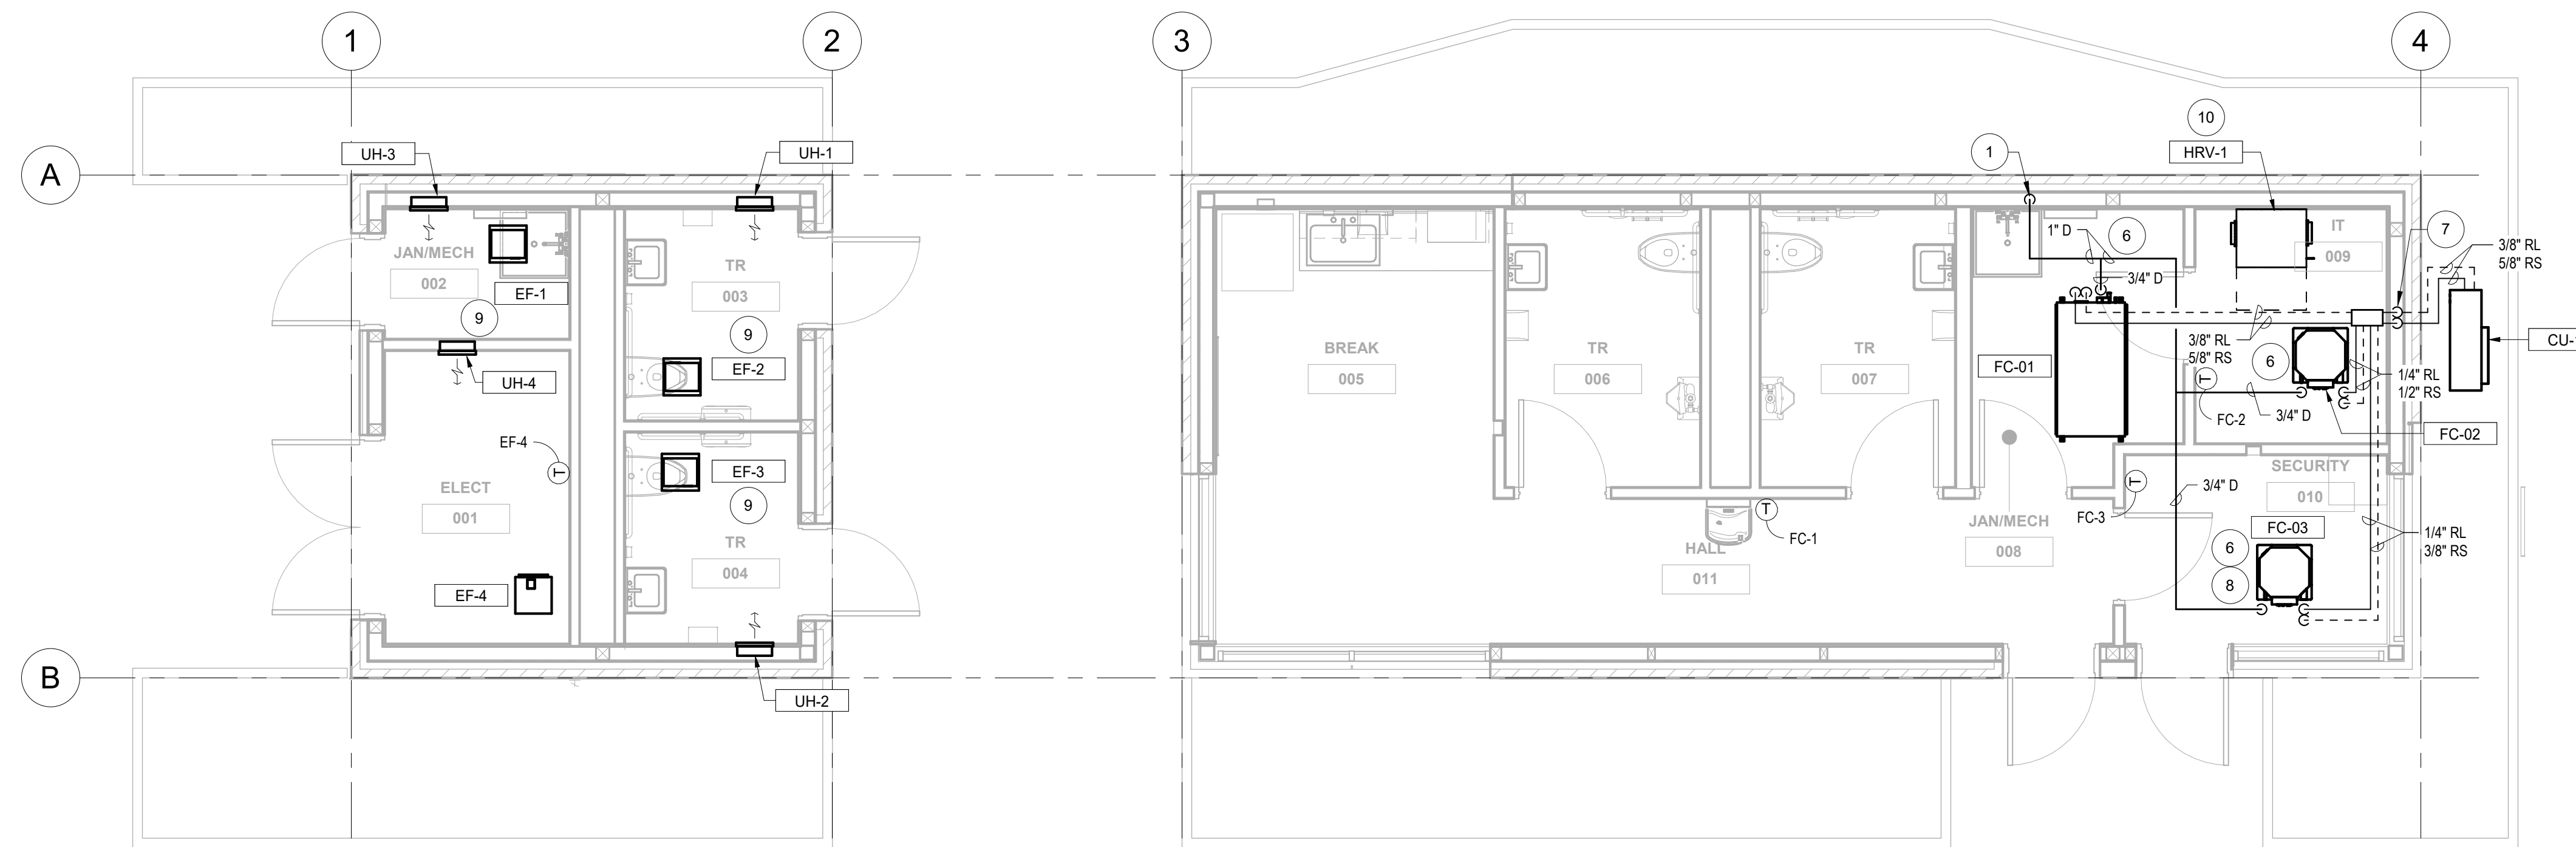 1
2
3
4
A
B
UH-3
UH-1
JAN/MECH
002
EF-1
9
TR
003
9
EF-2
UH-4
EF-4
T
ELECT
001
EF-3
9
TR
004
EF-4
UH-2
BREAK
005
TR
006
TR
007
1
10
HRV-1
IT
009
7
3/8" RL
5/8" RS
1" D
6
3/4" D
FC-01
3/8" RL
5/8" RS
6
CU-
1/4" RL
1/2" RS
T
FC-2
3/4" D
FC-02
SECURITY
010
T
FC-3
3/4" D
FC-03
6
8
1/4" RL
3/8" RS
T
FC-1
HALL
011
JAN/MECH
008